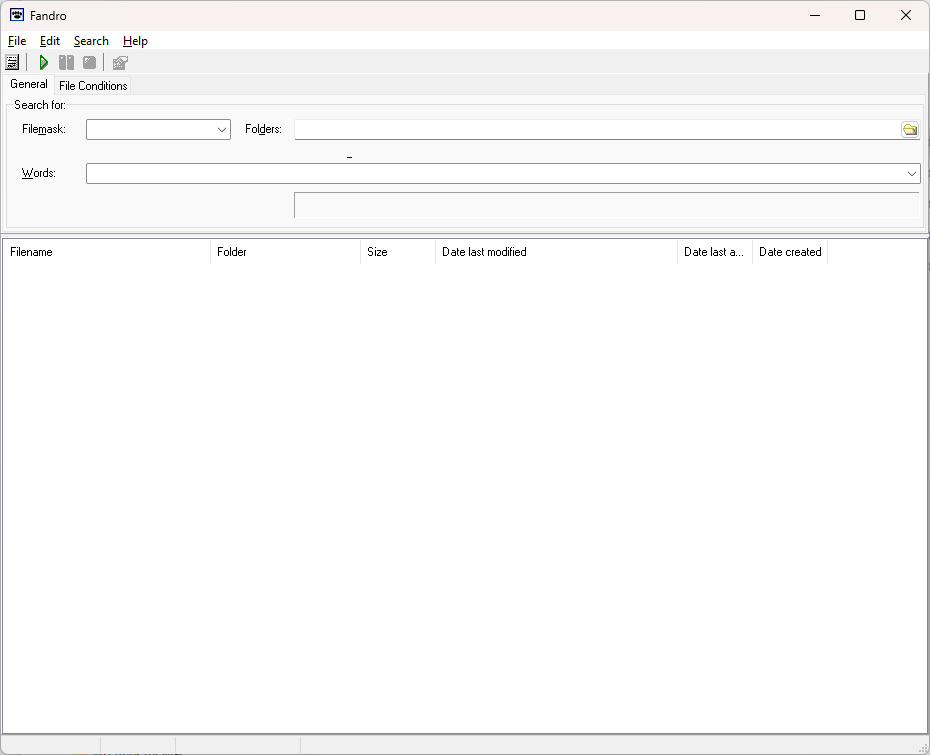 Fandro
File Edit Search Help
General File Conditions
Search for:
Filemask: Folders:
Words:
Filename Folder Size Date last modified Date last a... Date created